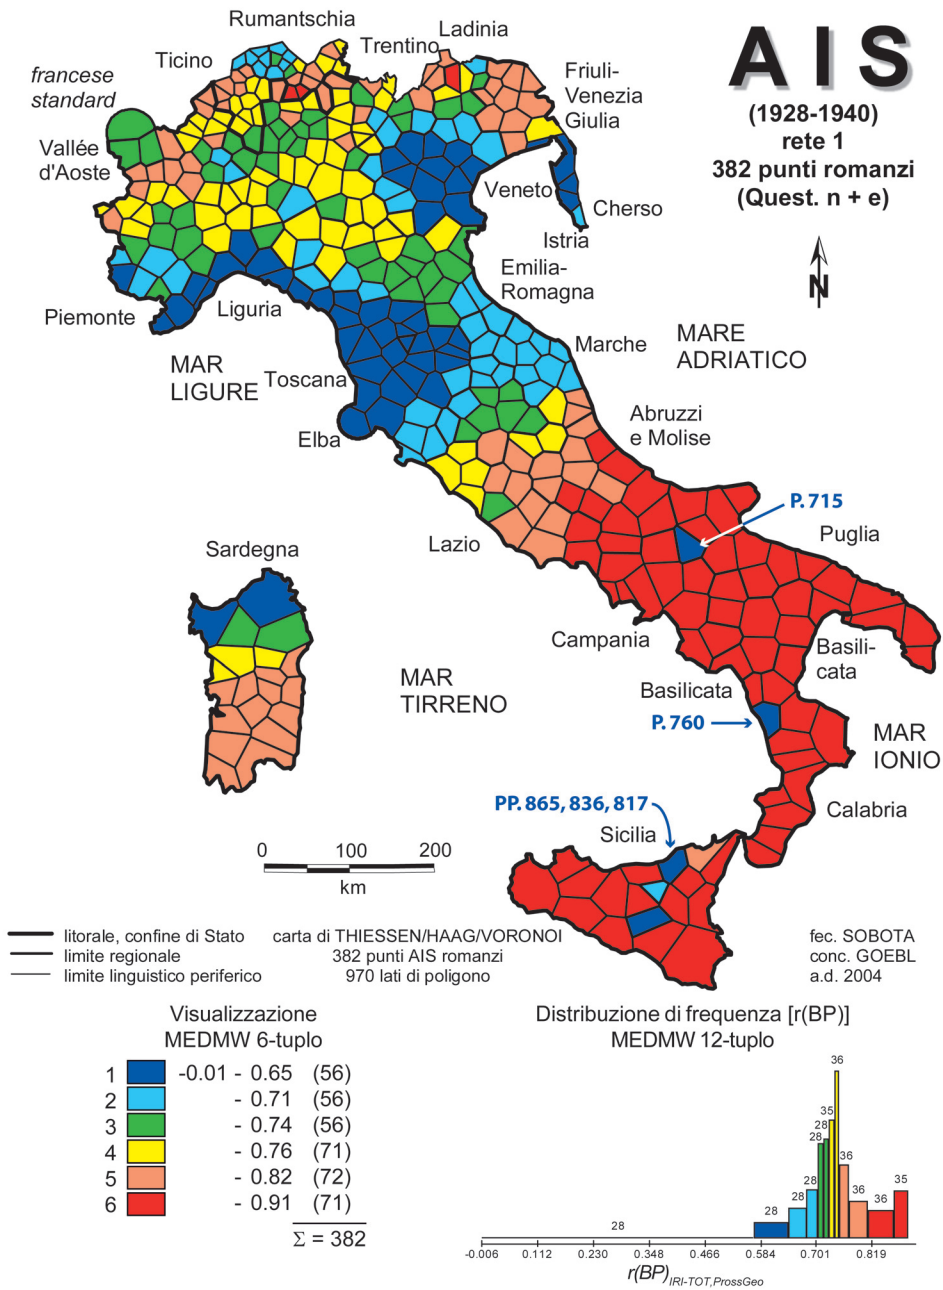 Rumantschia
Ladinia
Trentino
Ticino
francese
standard
Friuli-
Venezia
Giulia
Vallée
d'Aoste
Veneto
Cherso
Istria
Emilia-
Romagna
Piemonte
Liguria
MAR
LIGURE
Toscana
Elba
MARE
ADRIATICO
Marche
Abruzzi
e Molise
Lazio
P. 715
Puglia
Sardegna
Campania
Basili-
cata
Basilicata
MAR
TIRRENO
P. 760
MAR
IONIO
PP. 865, 836, 817
Sicilia
Calabria
AIS
(1928-1940)
rete 1
382 punti romanzi
(Quest. n + e)
N
0 100 200
km
litorale, confine di Stato
limite regionale
limite linguistico periferico
carta di THIESSEN/HAAG/VORONOI
382 punti AIS romanzi
970 lati di poligono
fec. SOBOTA
conc. GOEBL
a.d. 2004
Visualizzazione
MEDMW 6-tuplo
1 -0.01 - 0.65 (56)
2 - 0.71 (56)
3 - 0.74 (56)
4 - 0.76 (71)
5 - 0.82 (72)
6 - 0.91 (71)
Σ = 382
Distribuzione di frequenza [r(BP)]
MEDMW 12-tuplo
28 28 28 28 28 28 35 36 36 36 36 35
-0.006 0.112 0.230 0.348 0.466 0.584 0.701 0.819
r(BP)IRI-TOT,ProssGeo